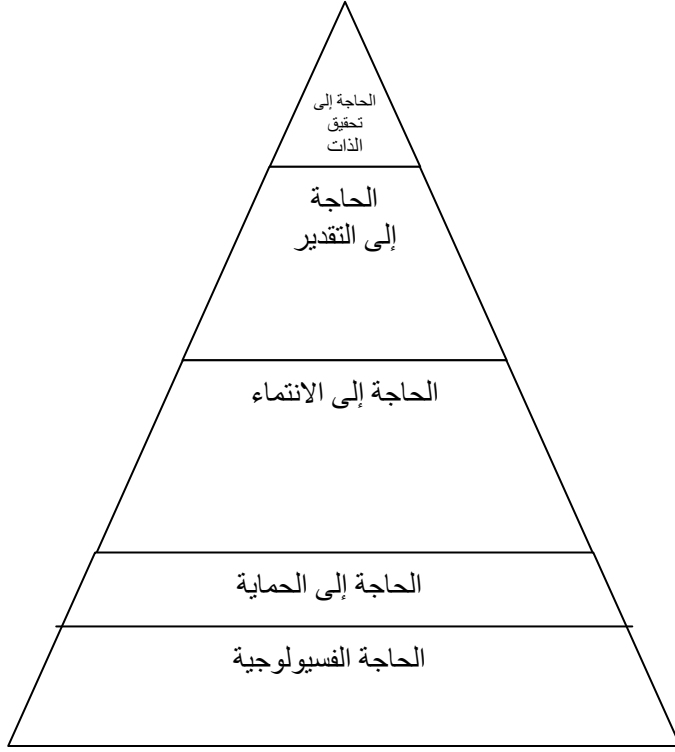 الحاجة إلى
تحقيق
الذات
الحاجة
إلى التقدير
الحاجة إلى الانتماء
الحاجة إلى الحماية
الحاجة الفسيولوجية